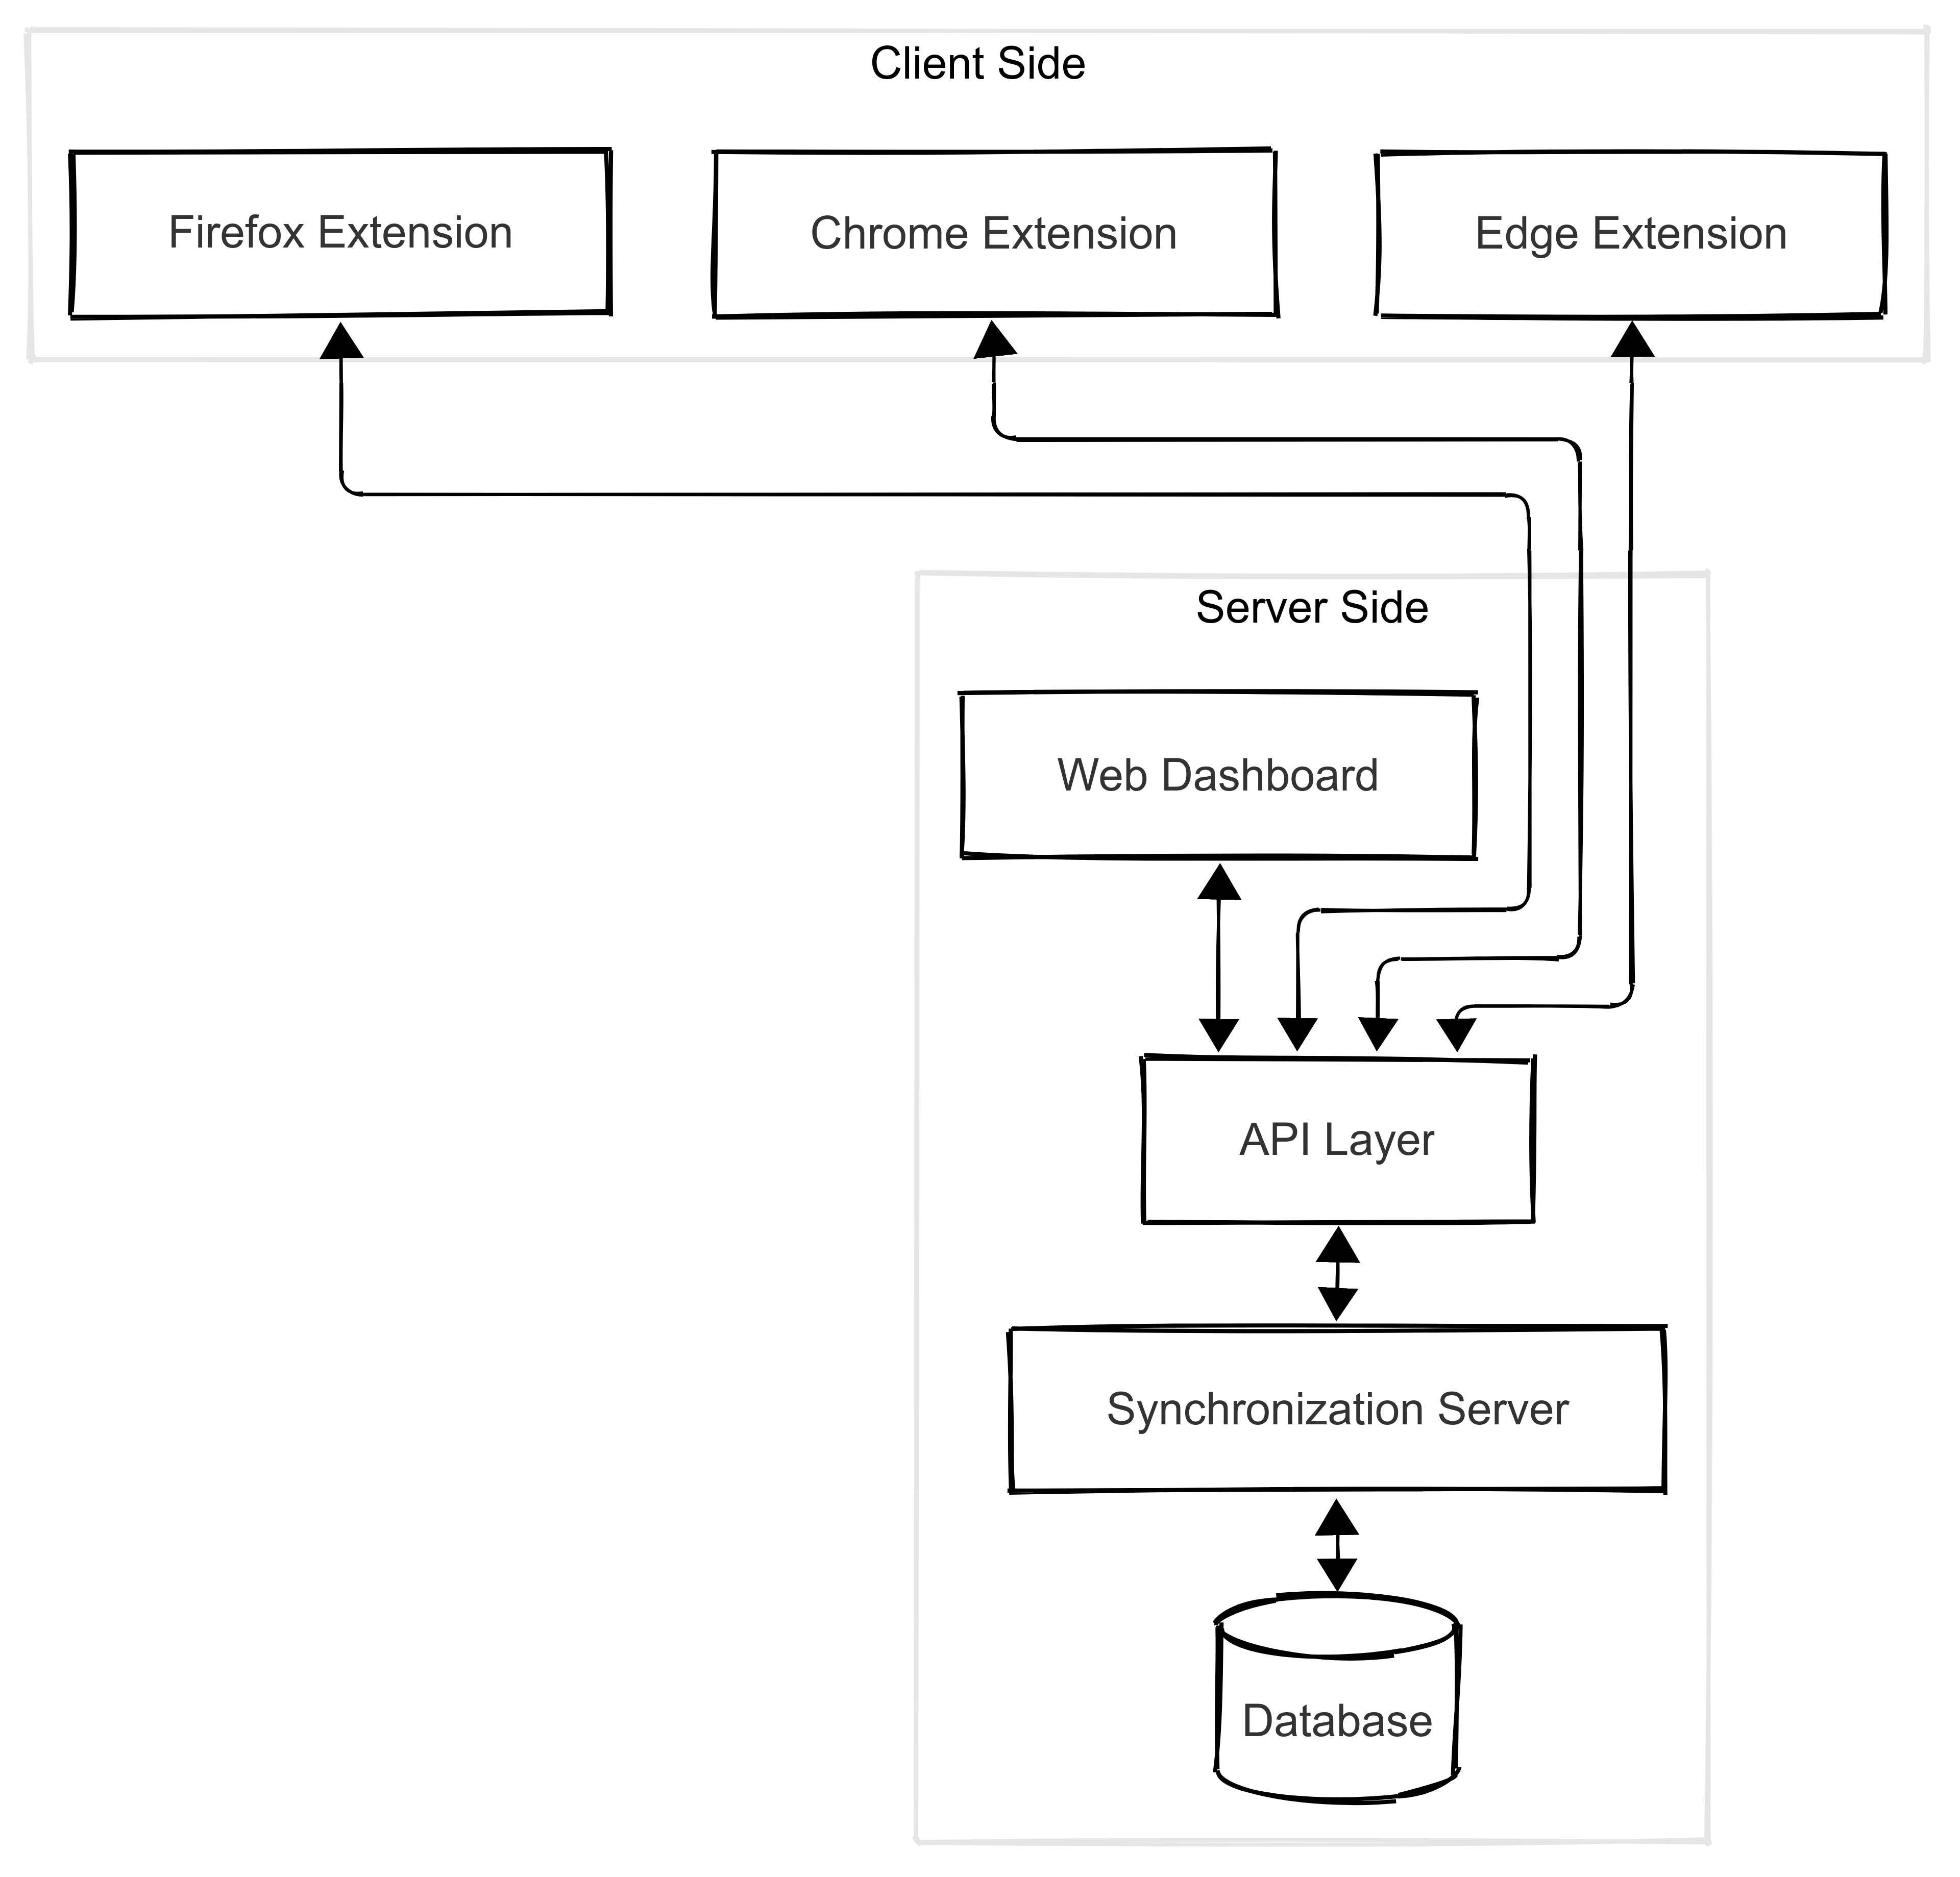 Client Side
Firefox Extension
Chrome Extension
Edge Extension
Server Side
Web Dashboard
API Layer
Synchronization Server
Database